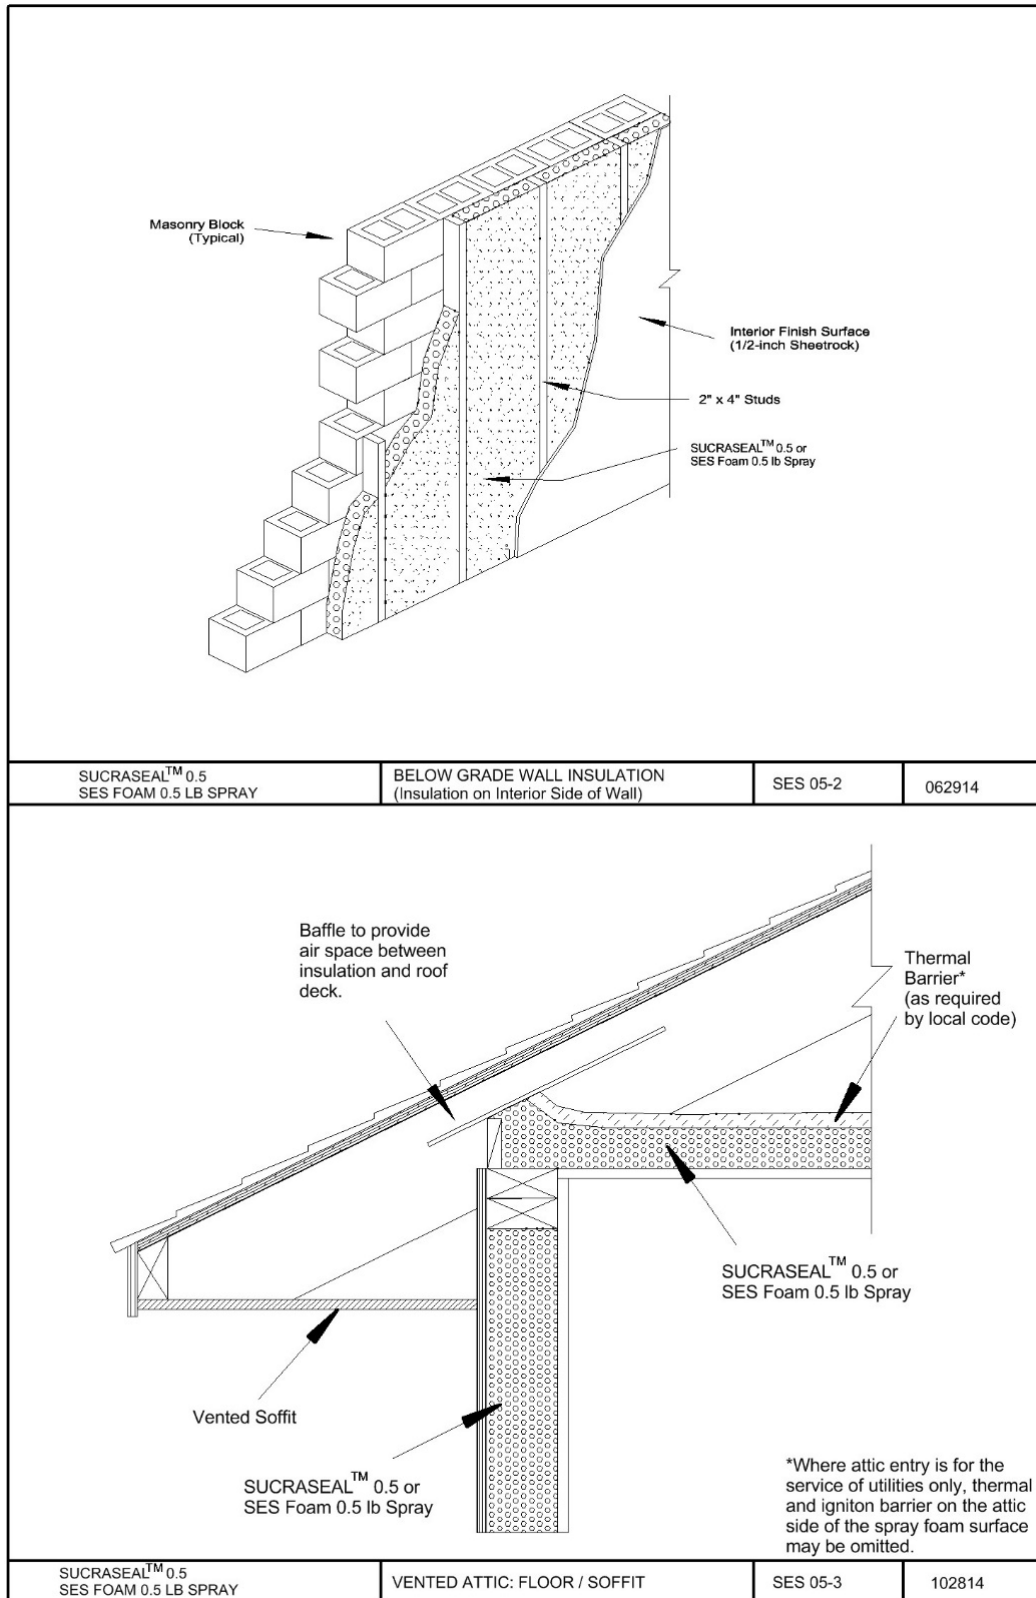 Masonry Block
(Typical)
Interior Finish Surface
(1/2-inch Sheetrock)
2" x 4" Studs
SUCRASEAL™ 0.5 or
SES Foam 0.5 lb Spray
SUCRASEAL™ 0.5
SES FOAM 0.5 LB SPRAY
BELOW GRADE WALL INSULATION
(Insulation on Interior Side of Wall)
SES 05-2
062914
Baffle to provide
air space between
insulation and roof
deck.
Thermal
Barrier*
(as required
by local code)
SUCRASEAL™ 0.5 or
SES Foam 0.5 lb Spray
Vented Soffit
SUCRASEAL™ 0.5 or
SES Foam 0.5 lb Spray
*Where attic entry is for the
service of utilities only, thermal
and igniton barrier on the attic
side of the spray foam surface
may be omitted.
SUCRASEAL™ 0.5
SES FOAM 0.5 LB SPRAY
VENTED ATTIC: FLOOR / SOFFIT
SES 05-3
102814